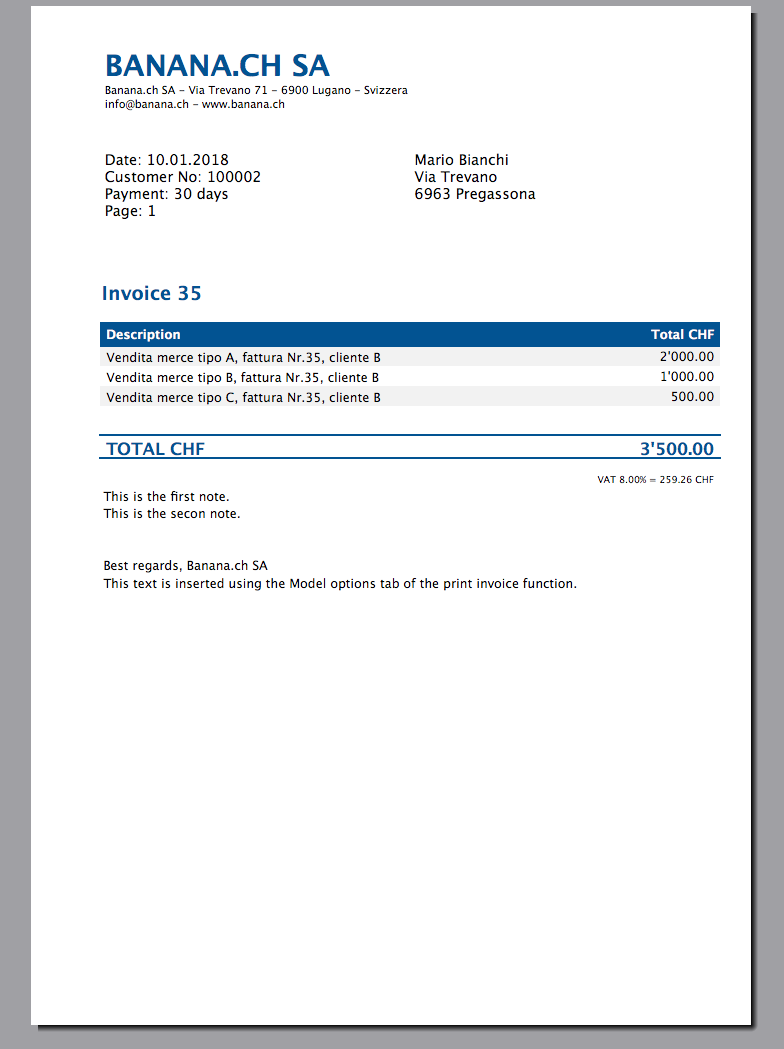 BANANA.CH SA
Banana.ch SA - Via Trevano 71 - 6900 Lugano - Svizzera
info@banana.ch - www.banana.ch
Date: 10.01.2018
Customer No: 100002
Payment: 30 days
Page: 1
Mario Bianchi
Via Trevano
6963 Pregassona
Invoice 35
Description Total CHF
Vendita merce tipo A, fattura Nr.35, cliente B 2'000.00
Vendita merce tipo B, fattura Nr.35, cliente B 1'000.00
Vendita merce tipo C, fattura Nr.35, cliente B 500.00
TOTAL CHF 3'500.00
VAT 8.00% = 259.26 CHF
This is the first note.
This is the secon note.
Best regards, Banana.ch SA
This text is inserted using the Model options tab of the print invoice function.